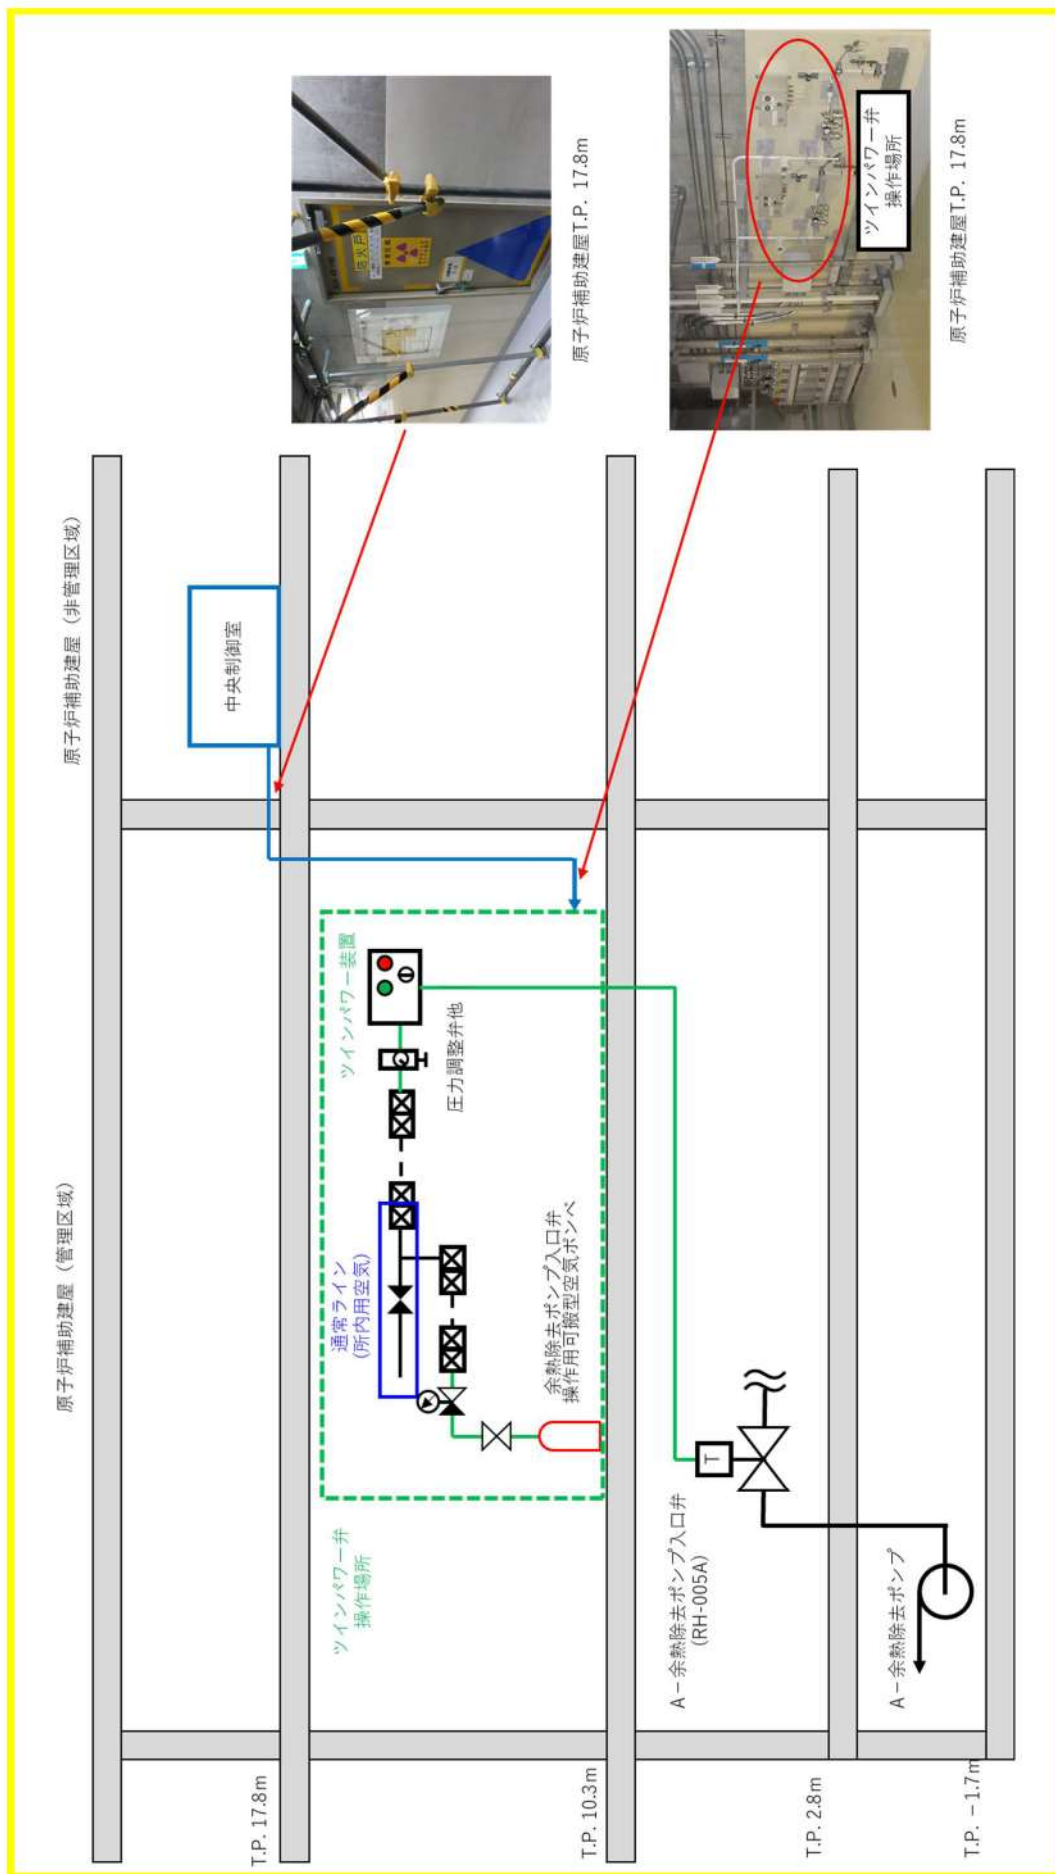 原子炉補助建屋（管理区域）
原子炉補助建屋（非管理区域）
中央制御室
T.P. 17.8m
原子炉補助建屋T.P. 17.8m
防火戸
管理区域
ツインパワー弁
操作場所
通常ライン
(所内用空気)
ツインパワー装置
圧力調整弁他
余熱除去ポンプ入口弁
操作用可搬型空気ボンベ
T.P. 10.3m
ツインパワー弁
操作場所
原子炉補助建屋T.P. 17.8m
A－余熱除去ポンプ入口弁
(RH-005A)
T
T.P. 2.8m
A－余熱除去ポンプ
T.P. －1.7m